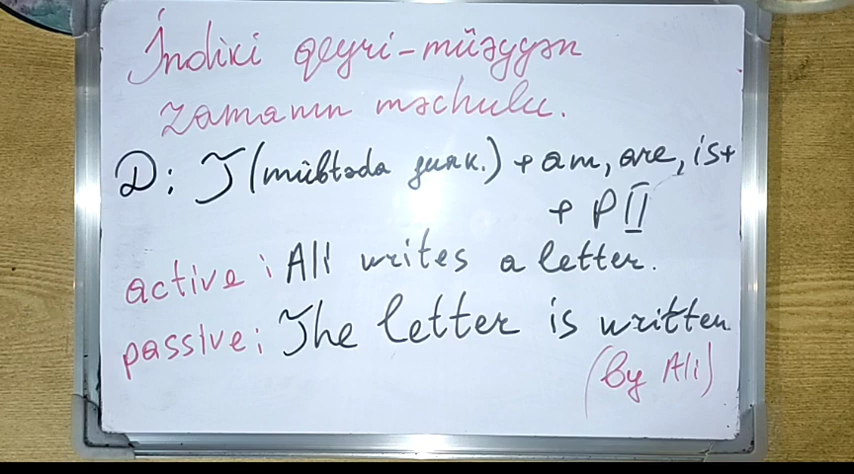 İndiki qeyri-müəyyən
zamanın məchulu.
D: T (mübtəda funk.) + am, are, is +
+ P II
active: Ali writes a letter.
passive: The letter is written
(by Ali)